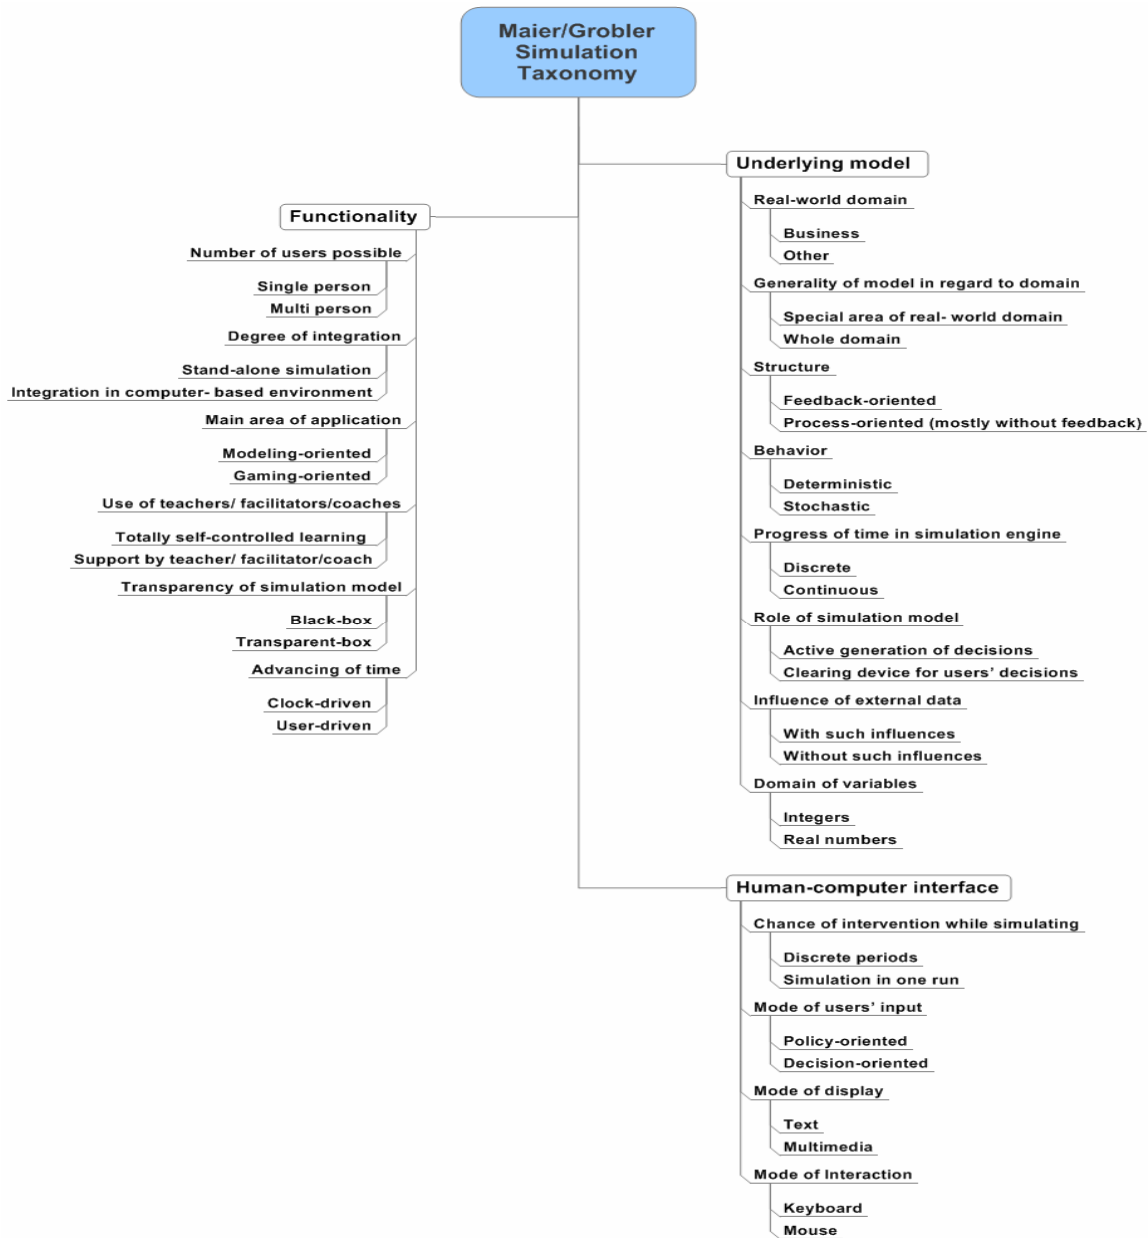 Maier/Grobler
Simulation
Taxonomy
Functionality
Number of users possible
Single person
Multi person
Degree of integration
Stand-alone simulation
Integration in computer- based environment
Main area of application
Modeling-oriented
Gaming-oriented
Use of teachers/ facilitators/coaches
Totally self-controlled learning
Support by teacher/ facilitator/coach
Transparency of simulation model
Black-box
Transparent-box
Advancing of time
Clock-driven
User-driven
Underlying model
Real-world domain
Business
Other
Generality of model in regard to domain
Special area of real- world domain
Whole domain
Structure
Feedback-oriented
Process-oriented (mostly without feedback)
Behavior
Deterministic
Stochastic
Progress of time in simulation engine
Discrete
Continuous
Role of simulation model
Active generation of decisions
Clearing device for users’ decisions
Influence of external data
With such influences
Without such influences
Domain of variables
Integers
Real numbers
Human-computer interface
Chance of intervention while simulating
Discrete periods
Simulation in one run
Mode of users’ input
Policy-oriented
Decision-oriented
Mode of display
Text
Multimedia
Mode of Interaction
Keyboard
Mouse